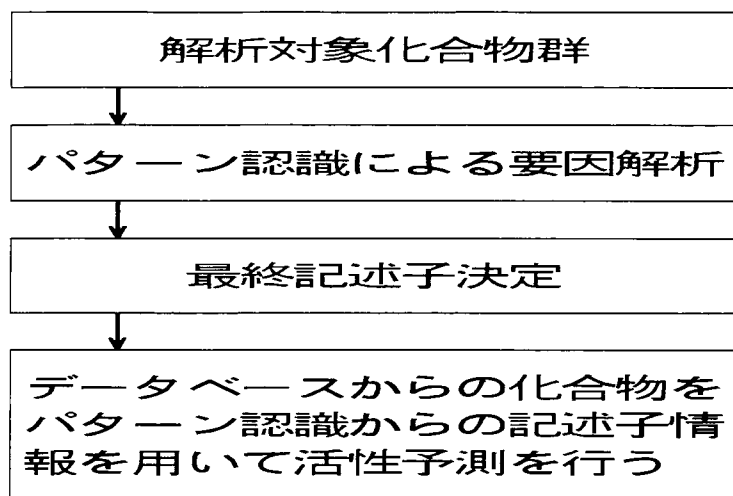 解析対象化合物群
パターン認識による要因解析
最終記述子決定
データベースからの化合物を
パターン認識からの記述子情
報を用いて活性予測を行う